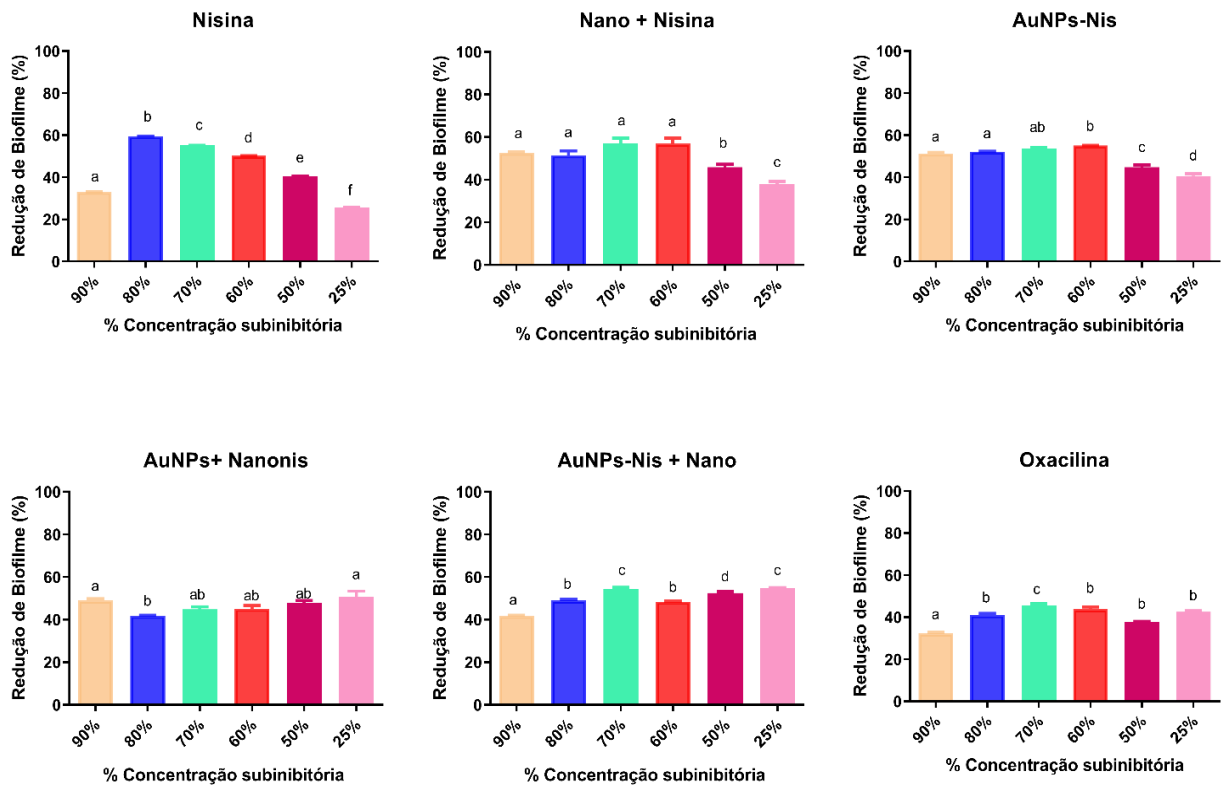 Nisina
Redução de Biofilme (%)
100
80
60
40
20
0
a
b
c
d
e
f
90%
80%
70%
60%
50%
25%
% Concentração subinibitória
Nano + Nisina
Redução de Biofilme (%)
100
80
60
40
20
0
a
a
a
a
b
c
90%
80%
70%
60%
50%
25%
% Concentração subinibitória
AuNPs-Nis
Redução de Biofilme (%)
100
80
60
40
20
0
a
a
ab
b
c
d
90%
80%
70%
60%
50%
25%
% Concentração subinibitória
AuNPs+ Nanonis
Redução de Biofilme (%)
100
80
60
40
20
0
a
b
ab
ab
ab
a
90%
80%
70%
60%
50%
25%
% Concentração subinibitória
AuNPs-Nis + Nano
Redução de Biofilme (%)
100
80
60
40
20
0
a
b
c
b
d
c
90%
80%
70%
60%
50%
25%
% Concentração subinibitória
Oxacilina
Redução de Biofilme (%)
100
80
60
40
20
0
a
b
c
b
b
b
90%
80%
70%
60%
50%
25%
% Concentração subinibitória